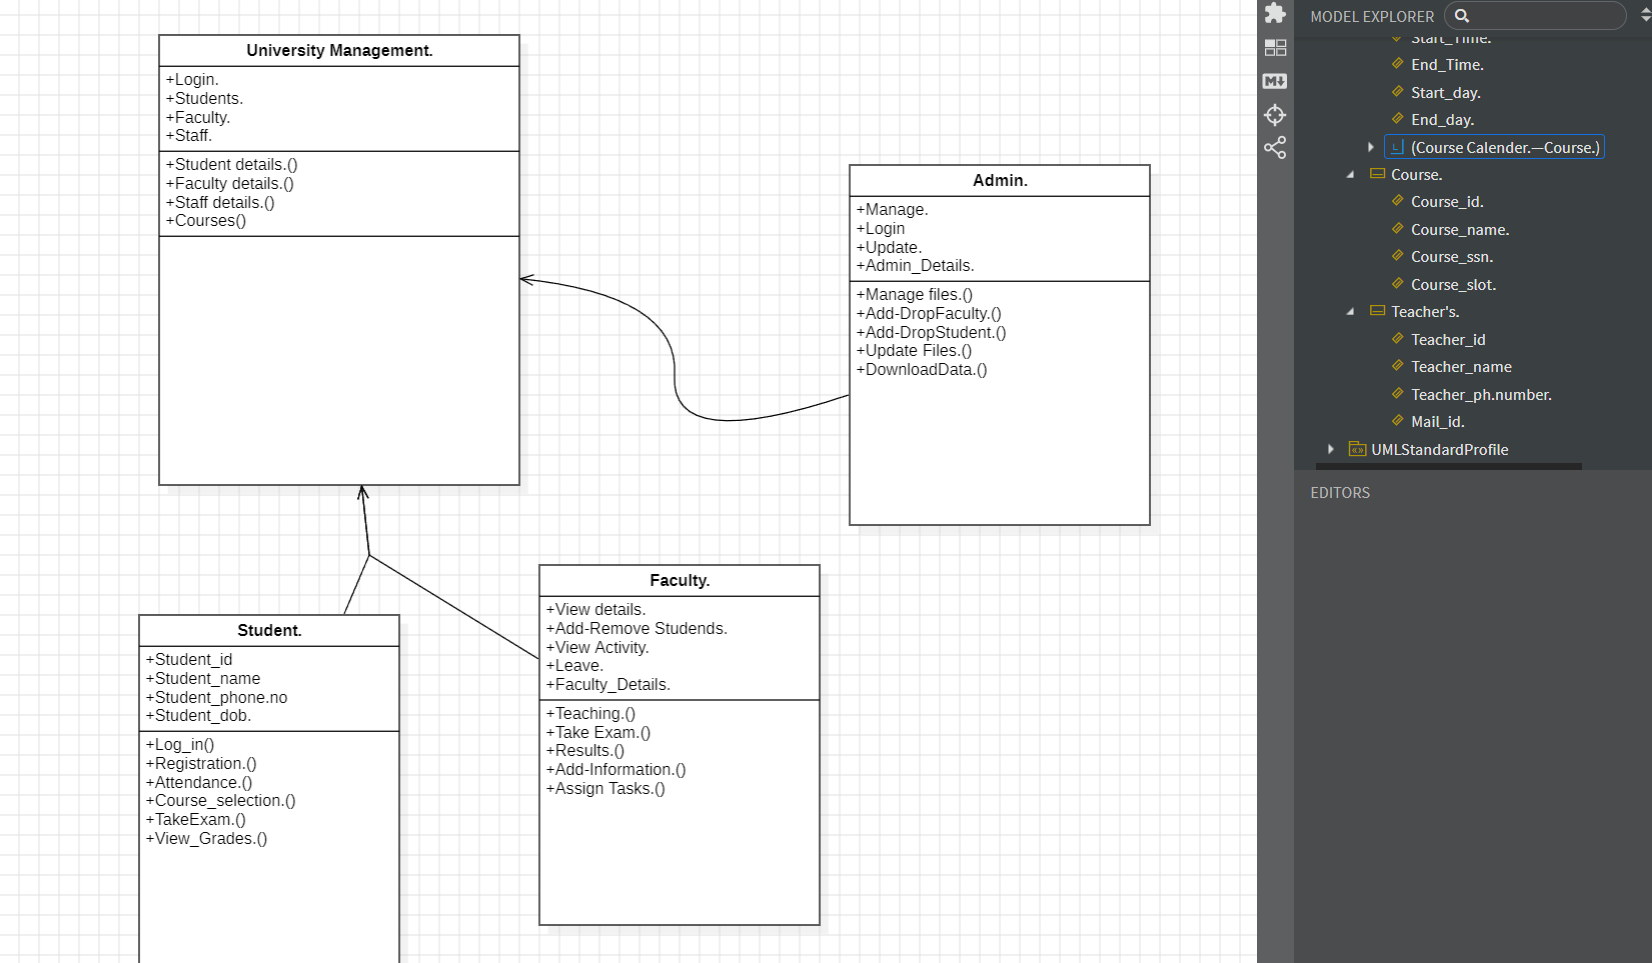 University Management.
+Login.
+Students.
+Faculty.
+Staff.
+Student details.()
+Faculty details.()
+Staff details.()
+Courses()
Admin.
+Manage.
+Login
+Update.
+Admin_Details.
+Manage files.()
+Add-DropFaculty.()
+Add-DropStudent.()
+Update Files.()
+DownloadData.()
Student.
+Student_id
+Student_name
+Student_phone.no
+Student_dob.
+Log_in()
+Registration.()
+Attendance.()
+Course_selection.()
+TakeExam.()
+View_Grades.()
Faculty.
+View details.
+Add-Remove Studends.
+View Activity.
+Leave.
+Faculty_Details.
+Teaching.()
+Take Exam.()
+Results.()
+Add-Information.()
+Assign Tasks.()
M
MODEL EXPLORER
Start_Time.
End_Time.
Start_day.
End_day.
(Course Calender.—Course.)
Course.
Course_id.
Course_name.
Course_ssn.
Course_slot.
Teacher's.
Teacher_id
Teacher_name
Teacher_ph.number.
Mail_id.
UMLStandardProfile
EDITORS